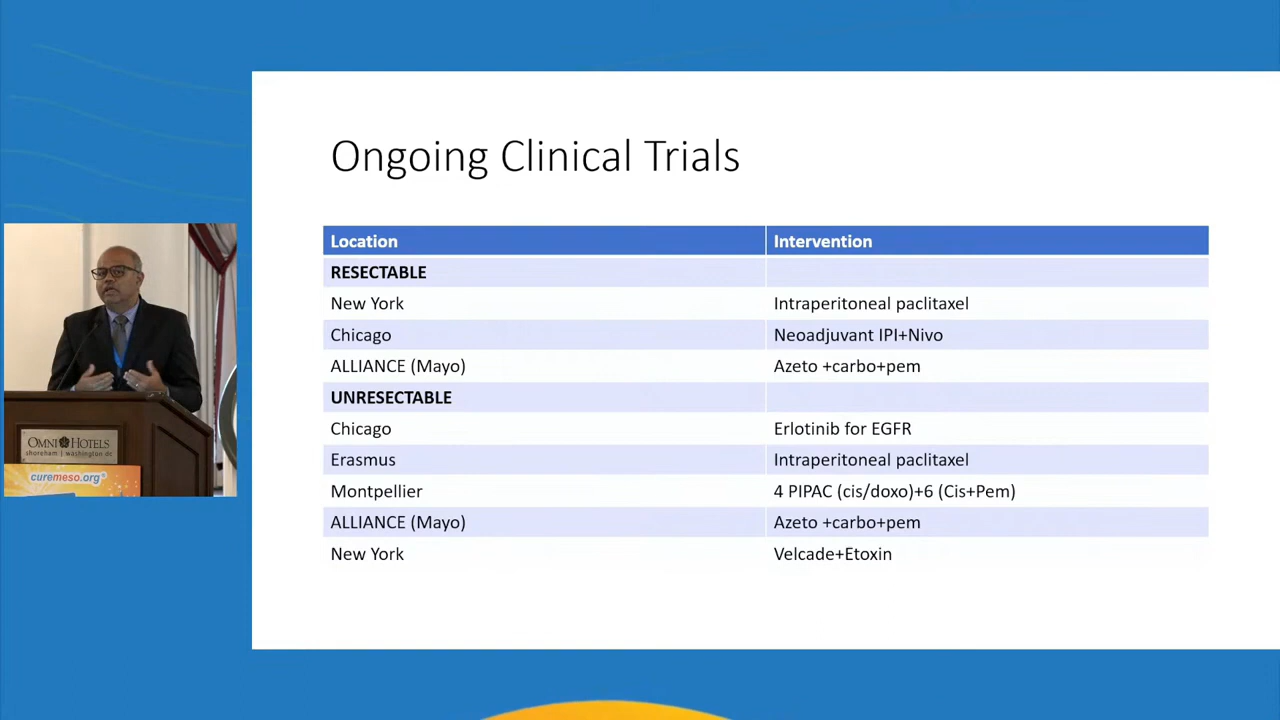 Ongoing Clinical Trials
Location Intervention
RESECTABLE
New York Intraperitoneal paclitaxel
Chicago Neoadjuvant IPI+Nivo
ALLIANCE (Mayo) Azeto +carbo+pem
UNRESECTABLE
Chicago Erlotinib for EGFR
Erasmus Intraperitoneal paclitaxel
Montpellier 4 PIPAC (cis/doxo)+6 (Cis+Pem)
ALLIANCE (Mayo) Azeto +carbo+pem
New York Velcade+Etoxin
OMNI HOTELS
shoreham | washington dc
curemeso.org®